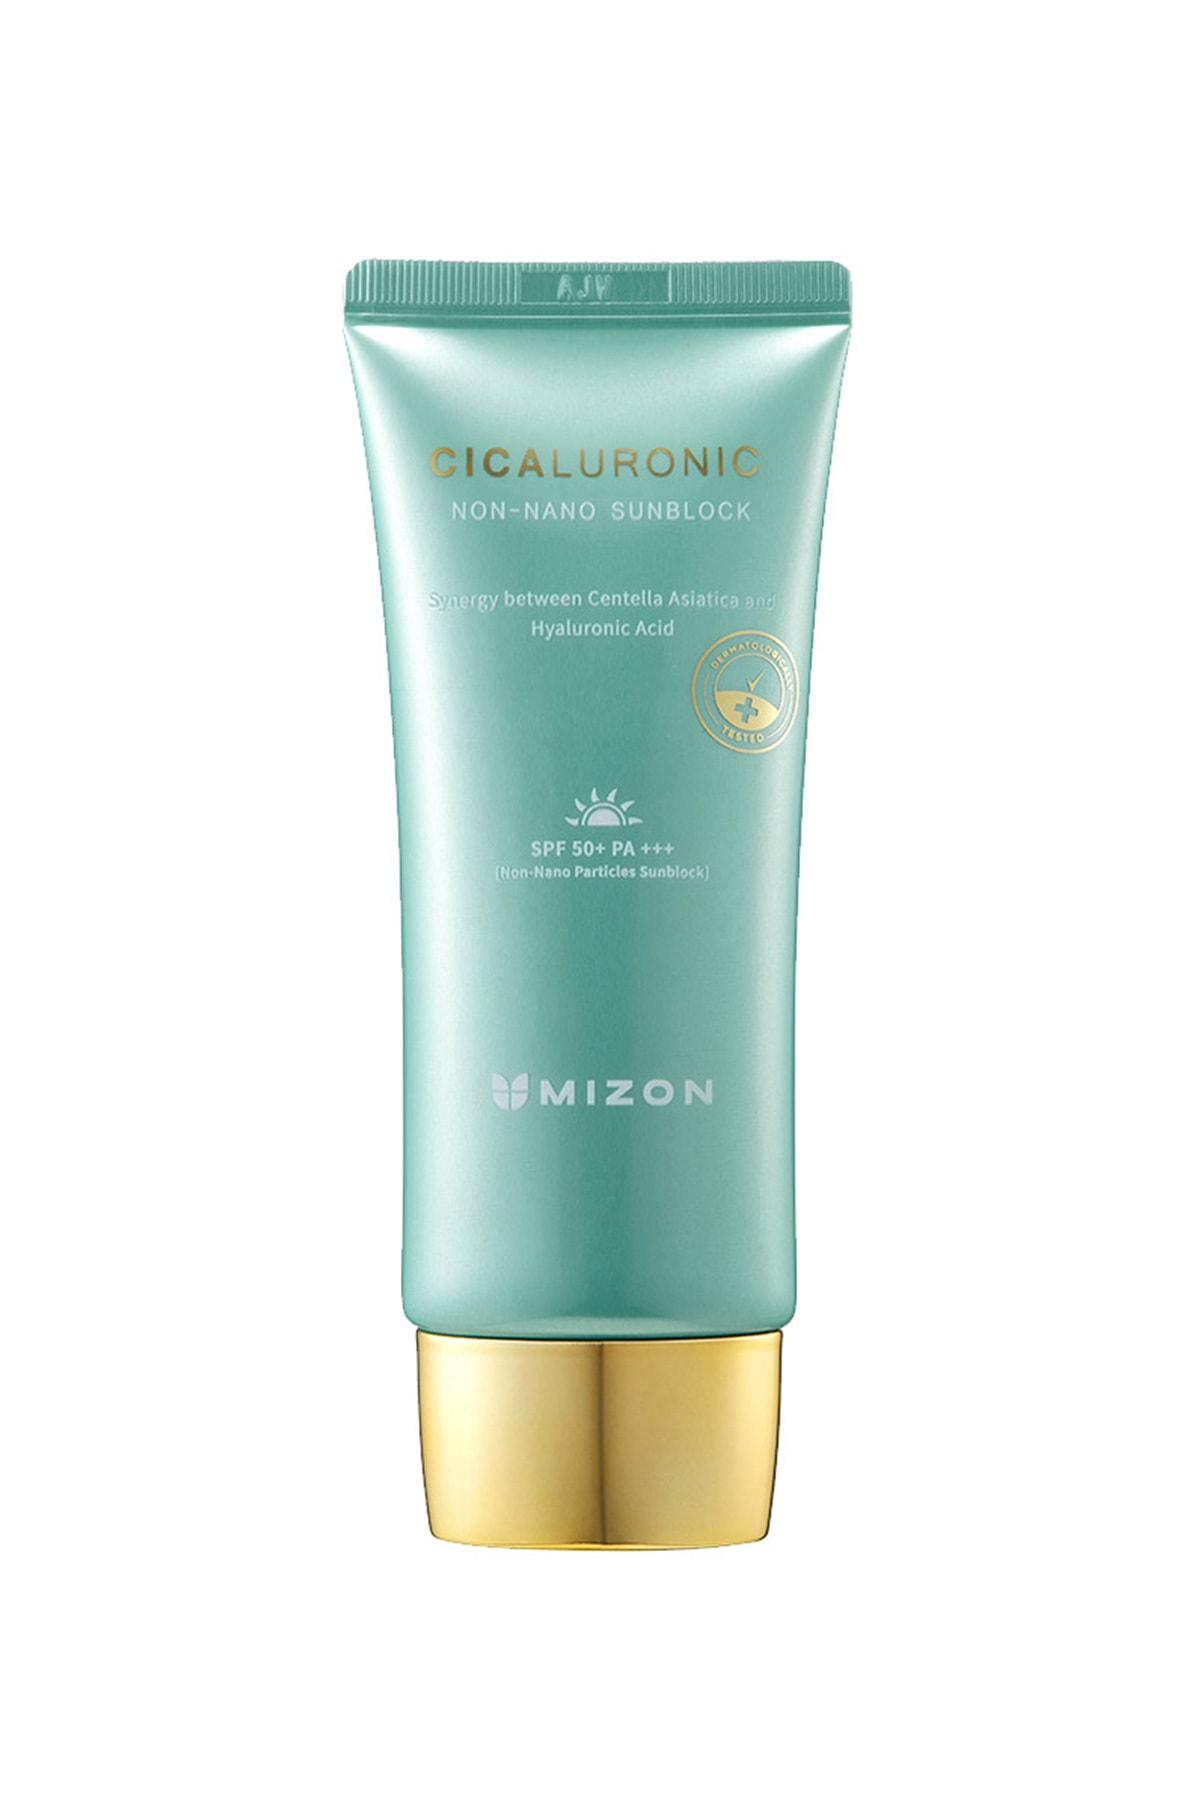 CICALURONIC
NON-NANO SUNBLOCK
Synergy between Centella Asiatica and
Hyaluronic Acid
DERMATOLOGICALLY
TESTED
SPF 50+ PA +++
[Non-Nano Particles Sunblock]
MIZON